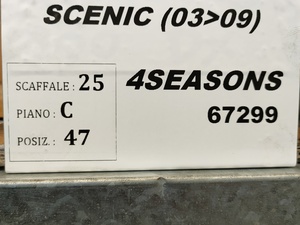 SCENIC (03>09)
SCAFFALE: 25
PIANO: C
POSIZ.: 47
4SEASONS
67299